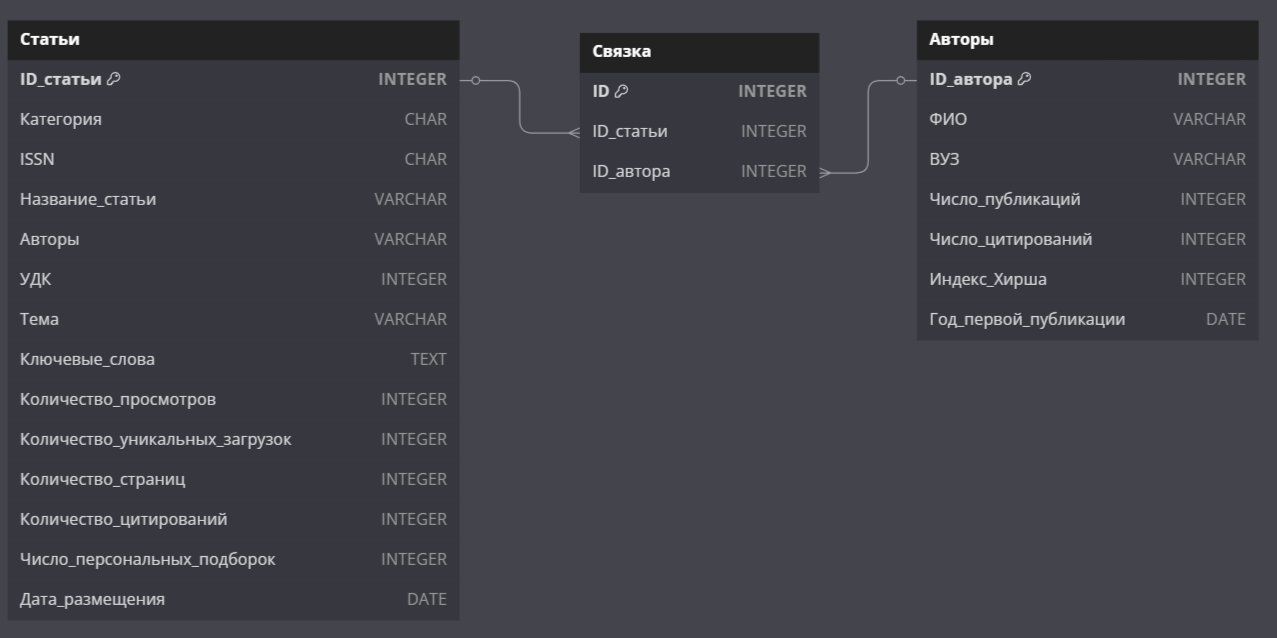 Статьи
ID_статьи INTEGER
Категория CHAR
ISSN CHAR
Название_статьи VARCHAR
Авторы VARCHAR
УДК INTEGER
Тема VARCHAR
Ключевые_слова TEXT
Количество_просмотров INTEGER
Количество_уникальных_загрузок INTEGER
Количество_страниц INTEGER
Количество_цитирований INTEGER
Число_персональных_подборок INTEGER
Дата_размещения DATE
Связка
ID INTEGER
ID_статьи INTEGER
ID_автора INTEGER
Авторы
ID_автора INTEGER
ФИО VARCHAR
ВУЗ VARCHAR
Число_публикаций INTEGER
Число_цитирований INTEGER
Индекс_Хирша INTEGER
Год_первой_публикации DATE